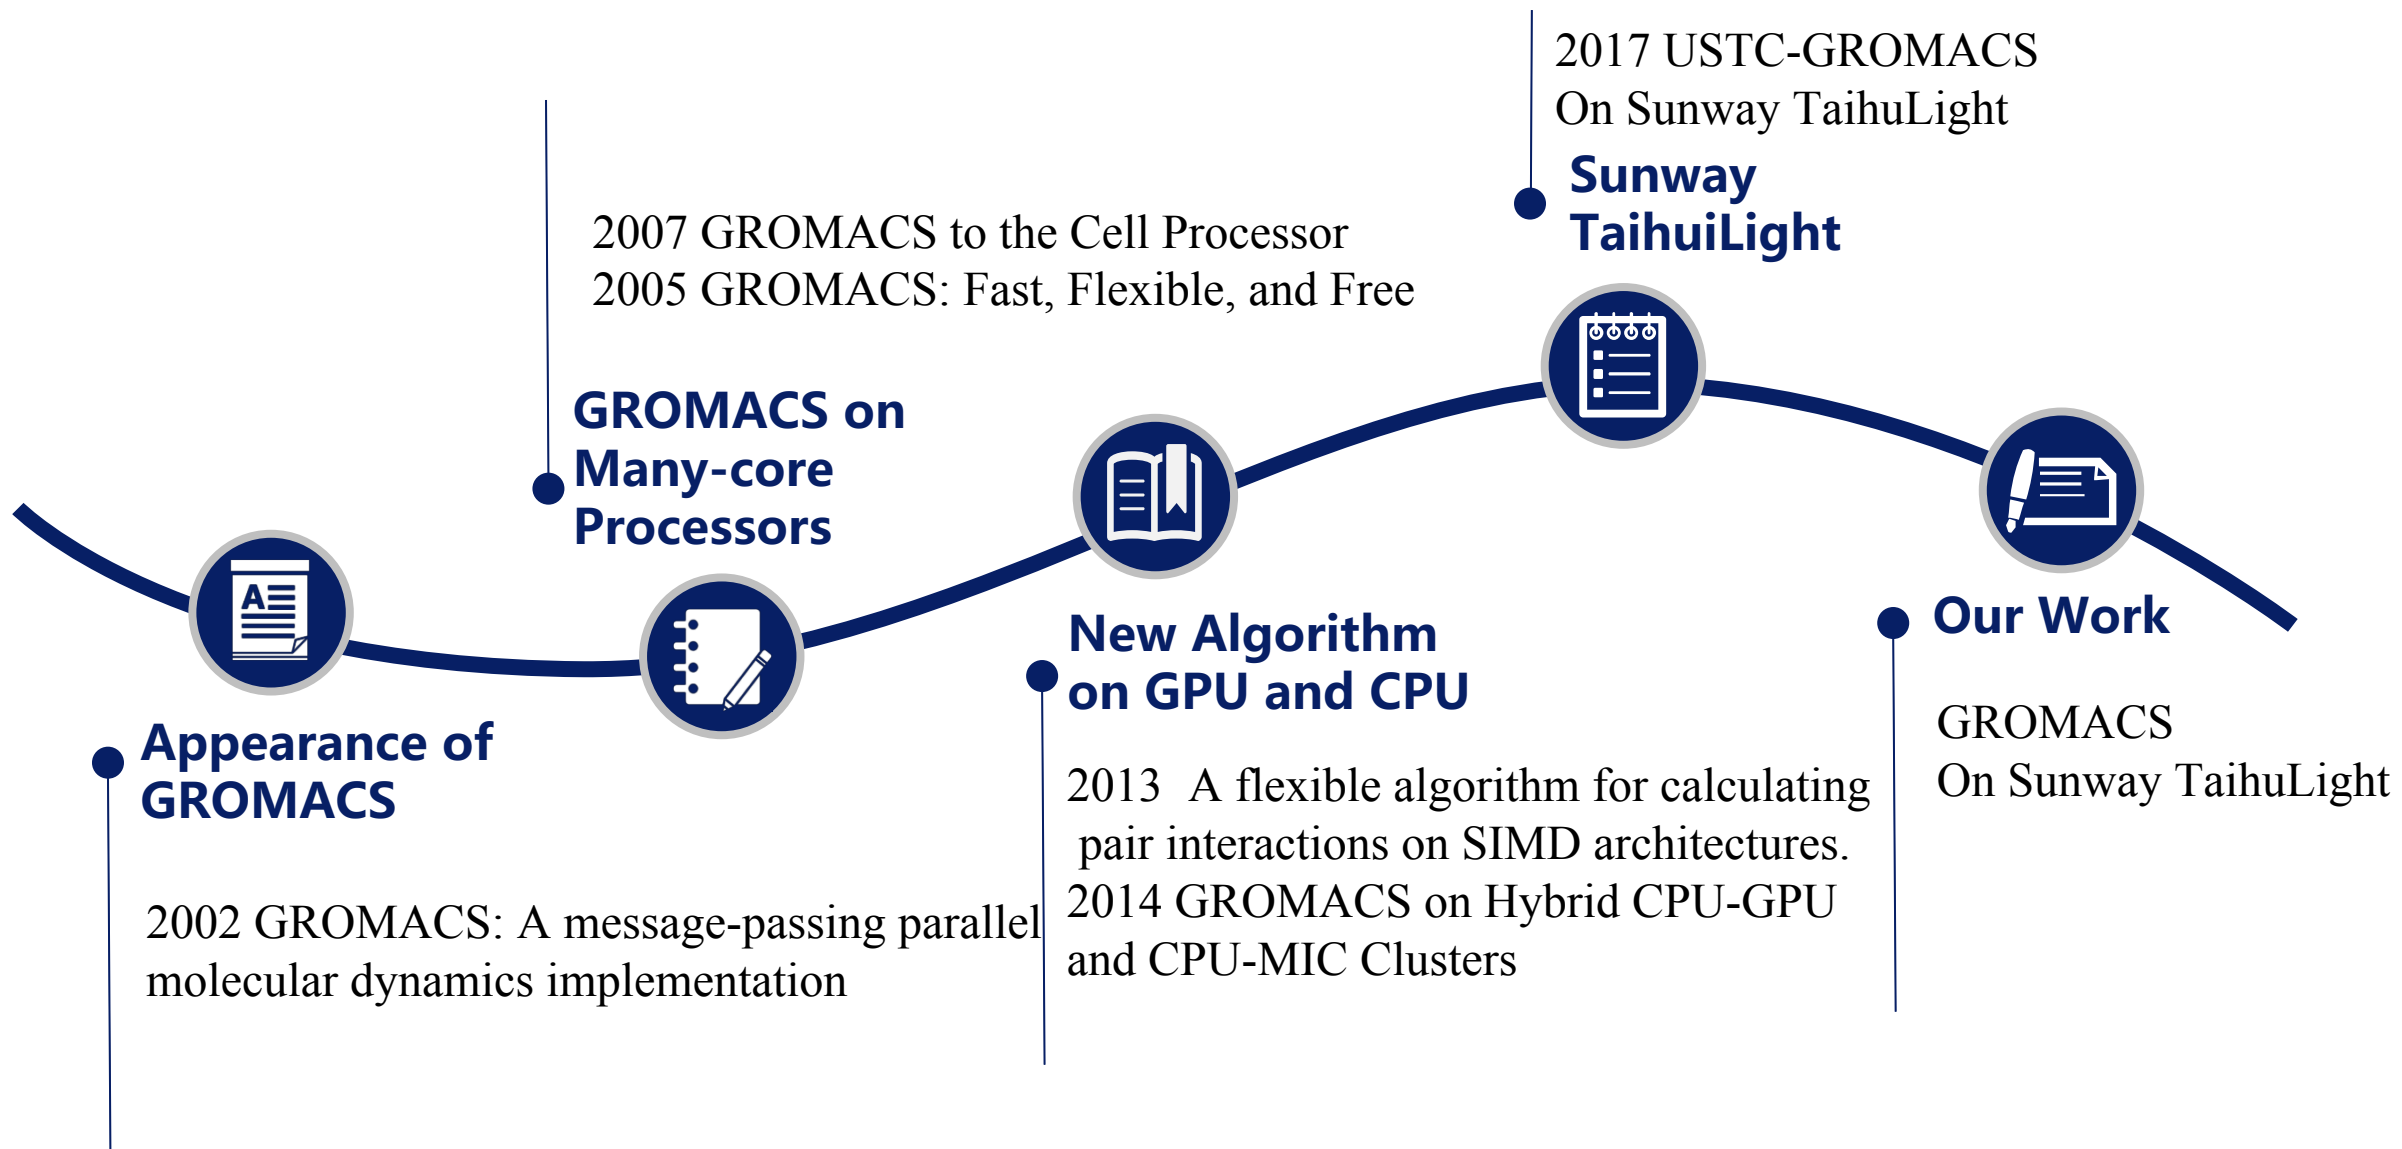 Appearance of
GROMACS
2002 GROMACS: A message-passing parallel
molecular dynamics implementation
2007 GROMACS to the Cell Processor
2005 GROMACS: Fast, Flexible, and Free
GROMACS on
Many-core
Processors
New Algorithm
on GPU and CPU
2013 A flexible algorithm for calculating
pair interactions on SIMD architectures.
2014 GROMACS on Hybrid CPU-GPU
and CPU-MIC Clusters
2017 USTC-GROMACS
On Sunway TaihuLight
Sunway
TaihuiLight
Our Work
GROMACS
On Sunway TaihuLight
A